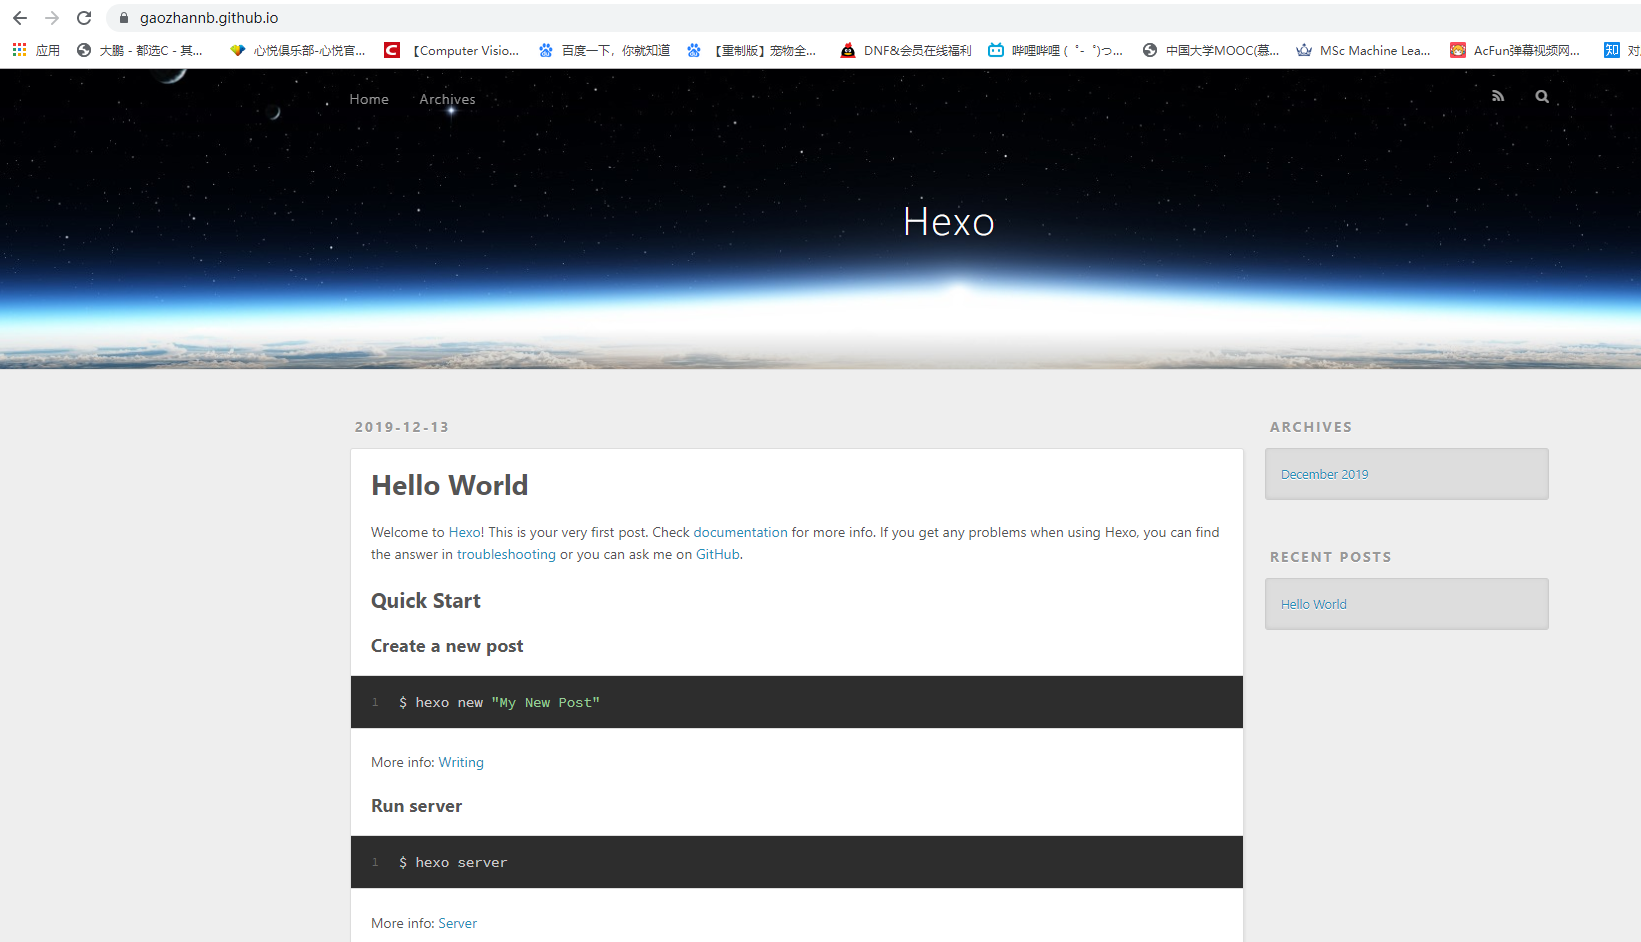 gaozhannb.github.io
应用 大鹏 - 都选C - 其... 心悦俱乐部-心悦官... 【Computer Visio... 百度一下，你就知道 【重制版】宠物全... DNF&会员在线福利 哔哩哔哩 ( ゜- ゜)つ... 中国大学MOOC(慕... MSc Machine Lea... AcFun弹幕视频网... 知 对
Home Archives
Hexo
2019-12-13
Hello World
Welcome to Hexo! This is your very first post. Check documentation for more info. If you get any problems when using Hexo, you can find
the answer in troubleshooting or you can ask me on GitHub.
Quick Start
Create a new post
1 $ hexo new "My New Post"
More info: Writing
Run server
1 $ hexo server
More info: Server
ARCHIVES
December 2019
RECENT POSTS
Hello World